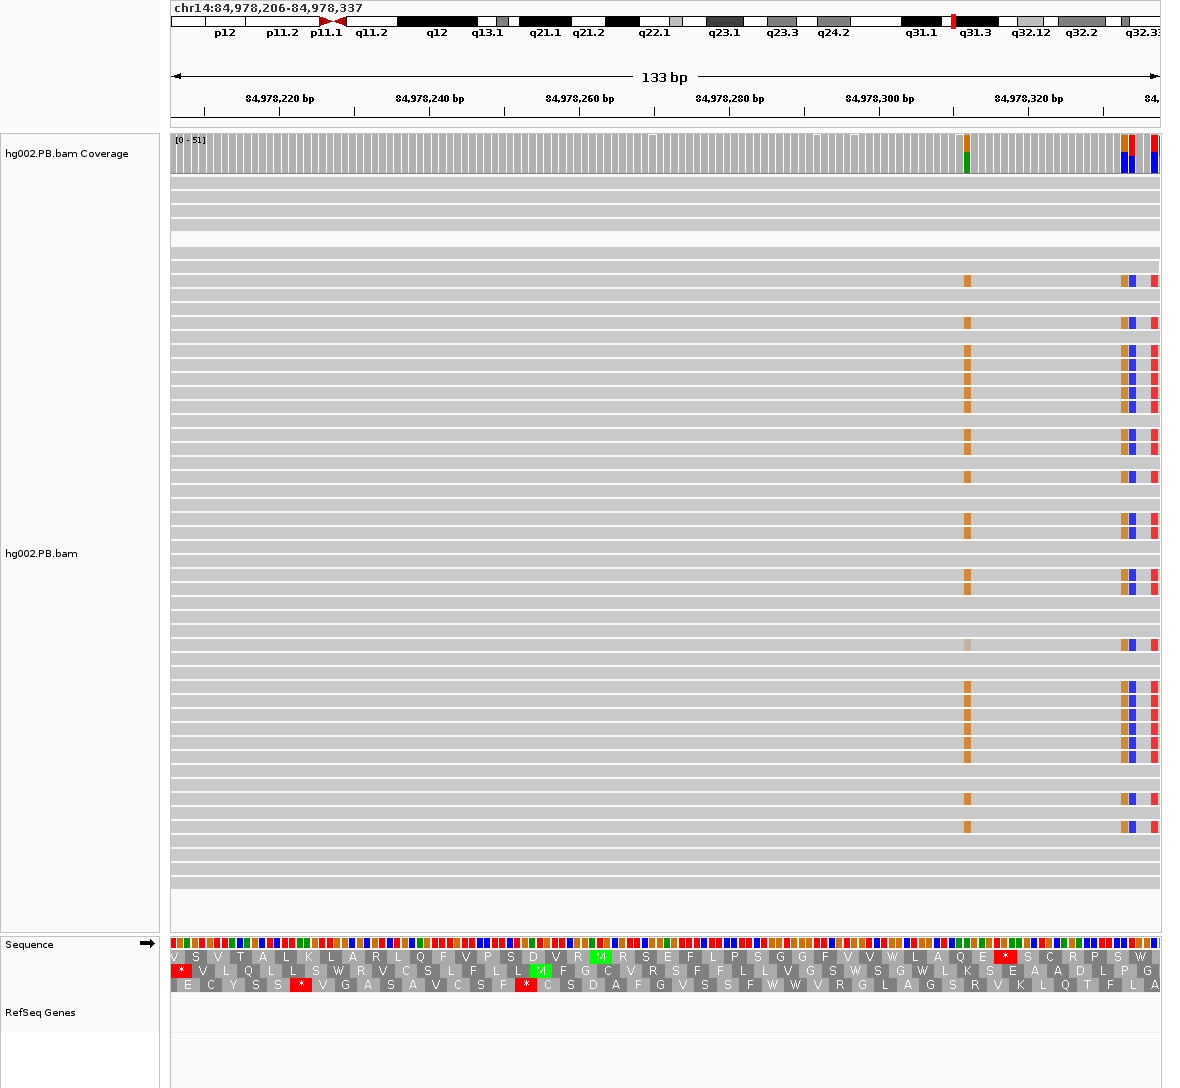 chr14:84,978,206-84,978,337
p12 p11.2 p11.1 q11.2 q12 q13.1 q21.1 q21.2 q22.1 q23.1 q23.3 q24.2 q31.1 q31.3 q32.12 q32.2 q32.33
133 bp
84,978,220 bp 84,978,240 bp 84,978,260 bp 84,978,280 bp 84,978,300 bp 84,978,320 bp 84,
hg002.PB.bam Coverage
[0 - 51]
hg002.PB.bam
Sequence
V S V T A L K L A R L Q F V P S D V R M R S E F L P S G G F V V W L A Q E * S C R P S W
* V L Q L L S W R V C S L F L L M F G C V R S F F L L V G S W S G W L K S E A A D L P G
E C Y S S * V G A S A V C S F * C S D A F G V S S F W W V R G L A G S R V K L Q T F L A
RefSeq Genes